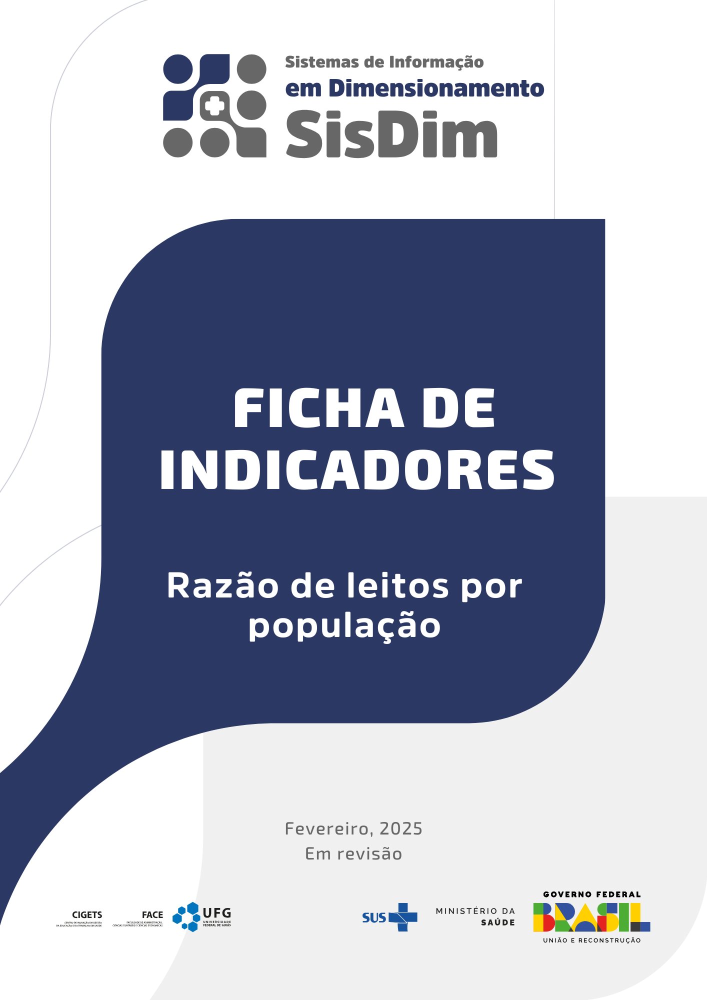 Sistemas de Informação
em Dimensionamento
SisDim
FICHA DE
INDICADORES
Razão de leitos por
população
Fevereiro, 2025
Em revisão
CIGETS
CENTRO DE INOVAÇÃO EM GESTÃO
DA EDUCAÇÃO E DO TRABALHO EM SAÚDE
FACE
FACULDADE DE ADMINISTRAÇÃO,
CIÊNCIAS CONTÁBEIS E CIÊNCIAS ECONÔMICAS
UFG
UNIVERSIDADE
FEDERAL DE GOIÁS
SUS
MINISTÉRIO DA
SAÚDE
GOVERNO FEDERAL
BRASIL
UNIÃO E RECONSTRUÇÃO